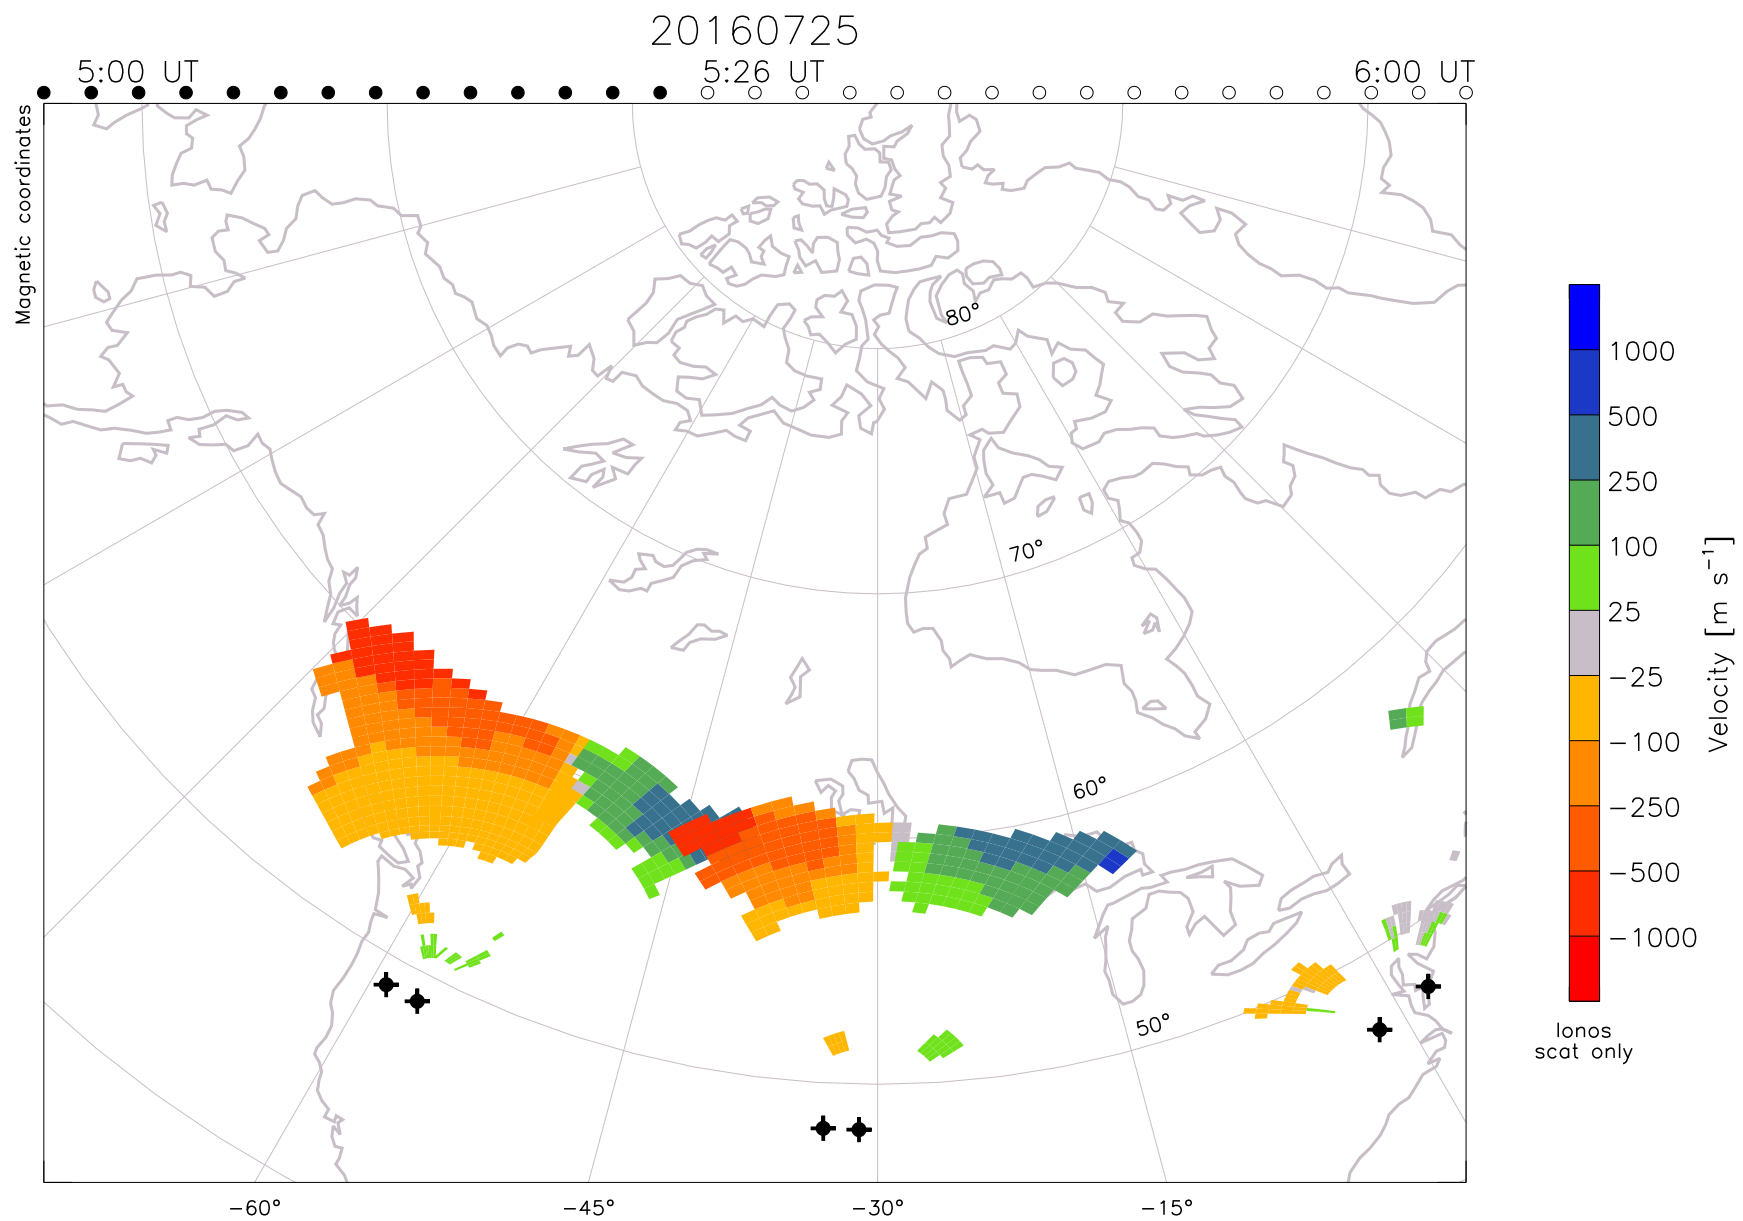 20160725
5:00 UT
5:26 UT
6:00 UT
Magnetic coordinates
80°
70°
60°
50°
−60°
−45°
−30°
−15°
1000
500
250
100
25
−25
−100
−250
−500
−1000
Velocity [m s⁻¹]
Ionos
scat only